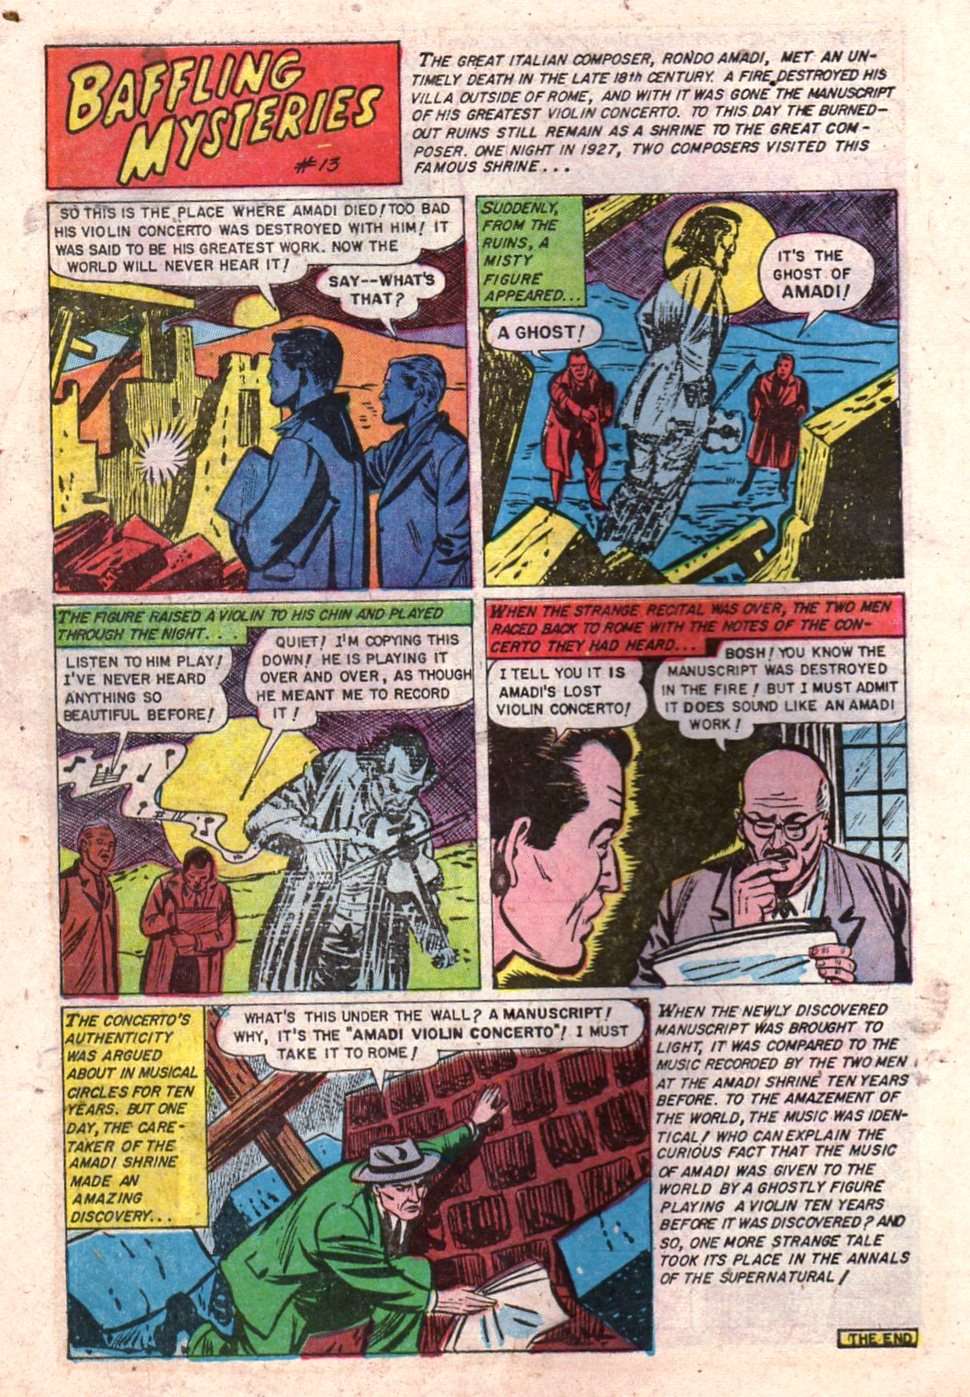 BAFFLING
MYSTERIES
#13
THE GREAT ITALIAN COMPOSER, RONDO AMADI, MET AN UN-
TIMELY DEATH IN THE LATE 18th CENTURY. A FIRE DESTROYED HIS
VILLA OUTSIDE OF ROME, AND WITH IT WAS GONE THE MANUSCRIPT
OF HIS GREATEST VIOLIN CONCERTO. TO THIS DAY THE BURNED-
OUT RUINS STILL REMAIN AS A SHRINE TO THE GREAT COM-
POSER. ONE NIGHT IN 1927, TWO COMPOSERS VISITED THIS
FAMOUS SHRINE...
SO THIS IS THE PLACE WHERE AMADI DIED! TOO BAD
HIS VIOLIN CONCERTO WAS DESTROYED WITH HIM! IT
WAS SAID TO BE HIS GREATEST WORK. NOW THE
WORLD WILL NEVER HEAR IT!
SAY--WHAT'S
THAT?
SUDDENLY,
FROM THE
RUINS, A
MISTY
FIGURE
APPEARED...
A GHOST!
IT'S THE
GHOST OF
AMADI!
THE FIGURE RAISED A VIOLIN TO HIS CHIN AND PLAYED
THROUGH THE NIGHT....
LISTEN TO HIM PLAY!
I'VE NEVER HEARD
ANYTHING SO
BEAUTIFUL BEFORE!
QUIET! I'M COPYING THIS
DOWN! HE IS PLAYING IT
OVER AND OVER, AS THOUGH
HE MEANT ME TO RECORD
IT!
WHEN THE STRANGE RECITAL WAS OVER, THE TWO MEN
RACED BACK TO ROME WITH THE NOTES OF THE CON-
CERTO THEY HAD HEARD...
I TELL YOU IT IS
AMADI'S LOST
VIOLIN CONCERTO!
BOSH! YOU KNOW THE
MANUSCRIPT WAS DESTROYED
IN THE FIRE! BUT I MUST ADMIT
IT DOES SOUND LIKE AN AMADI
WORK!
THE CONCERTO'S
AUTHENTICITY
WAS ARGUED
ABOUT IN MUSICAL
CIRCLES FOR TEN
YEARS. BUT ONE
DAY, THE CARE-
TAKER OF THE
AMADI SHRINE
MADE AN
AMAZING
DISCOVERY...
WHAT'S THIS UNDER THE WALL? A MANUSCRIPT!
WHY, IT'S THE "AMADI VIOLIN CONCERTO"! I MUST
TAKE IT TO ROME!
WHEN THE NEWLY DISCOVERED
MANUSCRIPT WAS BROUGHT TO
LIGHT, IT WAS COMPARED TO THE
MUSIC RECORDED BY THE TWO MEN
AT THE AMADI SHRINE TEN YEARS
BEFORE. TO THE AMAZEMENT OF
THE WORLD, THE MUSIC WAS IDEN-
TICAL! WHO CAN EXPLAIN THE
CURIOUS FACT THAT THE MUSIC
OF AMADI WAS GIVEN TO THE
WORLD BY A GHOSTLY FIGURE
PLAYING A VIOLIN TEN YEARS
BEFORE IT WAS DISCOVERED? AND
SO, ONE MORE STRANGE TALE
TOOK ITS PLACE IN THE ANNALS
OF THE SUPERNATURAL!
THE END